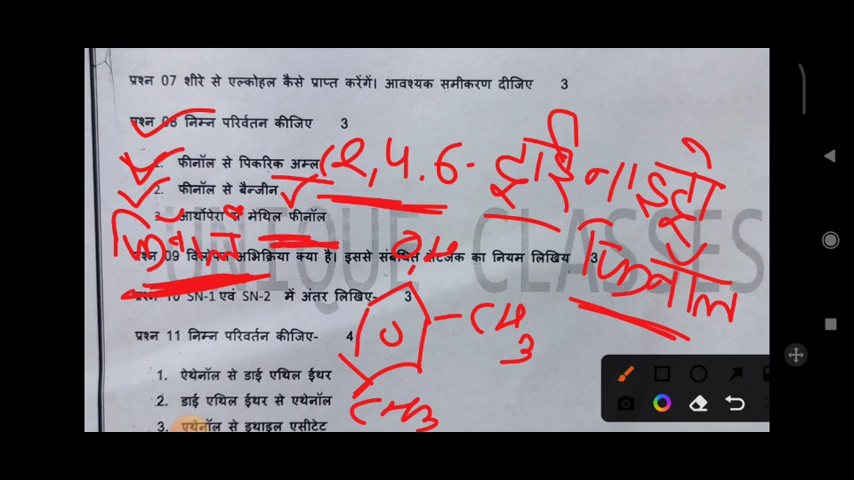 प्रश्न 07 शीरे से एल्कोहल कैसे प्राप्त करेंगें। आवश्यक समीकरण दीजिए 3
प्रश्न 08 निम्न परिवर्तन कीजिए 3
1. फीनॉल से पिकरिक अम्ल (2,4.6- ट्राई नाइट्रो
2. फीनॉल से बैन्जीन
3. आर्थोपैरा मेथिल फीनॉल
फिनॉल
प्रश्न 09 अभिक्रिया क्या है। इससे संबंधित सेटजेफ का नियम लिखिय 3
फिनॉल
प्रश्न 10 SN-1 एवं SN-2 में अंतर लिखिए- 3
CH3
प्रश्न 11 निम्न परिवर्तन कीजिए- 4
1. ऐथेनॉल से डाई एथिल ईथर
2. डाई एथिल ईथर से एथेनॉल
CH3
3. एथेनॉल से इथाइल एसीटेट
UNIQUE CLASSES